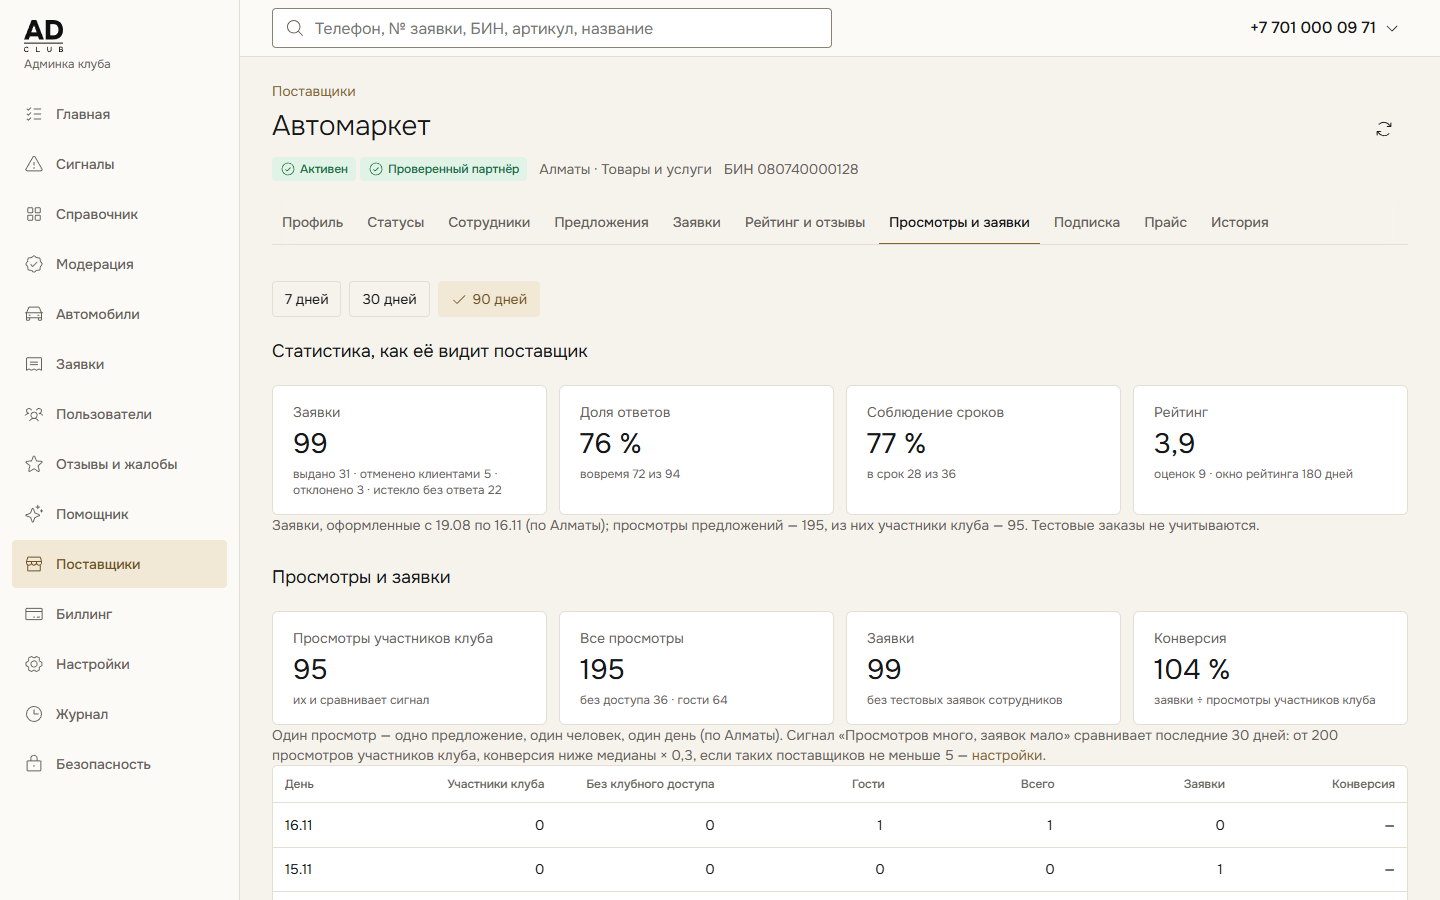 AD
CLUB
Админка клуба
Телефон, № заявки, БИН, артикул, название
+7 701 000 09 71
Главная
Сигналы
Справочник
Модерация
Автомобили
Заявки
Пользователи
Отзывы и жалобы
Помощник
Поставщики
Биллинг
Настройки
Журнал
Безопасность
Поставщики
Автомаркет
Активен
Проверенный партнёр
Алматы · Товары и услуги
БИН 080740000128
Профиль
Статусы
Сотрудники
Предложения
Заявки
Рейтинг и отзывы
Просмотры и заявки
Подписка
Прайс
История
7 дней
30 дней
90 дней
Статистика, как её видит поставщик
Заявки
99
выдано 31 · отменено клиентами 5 ·
отклонено 3 · истекло без ответа 22
Доля ответов
76 %
вовремя 72 из 94
Соблюдение сроков
77 %
в срок 28 из 36
Рейтинг
3,9
оценок 9 · окно рейтинга 180 дней
Заявки, оформленные с 19.08 по 16.11 (по Алматы); просмотры предложений — 195, из них участники клуба — 95. Тестовые заказы не учитываются.
Просмотры и заявки
Просмотры участников клуба
95
их и сравнивает сигнал
Все просмотры
195
без доступа 36 · гости 64
Заявки
99
без тестовых заявок сотрудников
Конверсия
104 %
заявки ÷ просмотры участников клуба
Один просмотр — одно предложение, один человек, один день (по Алматы). Сигнал «Просмотров много, заявок мало» сравнивает последние 30 дней: от 200
просмотров участников клуба, конверсия ниже медианы × 0,3, если таких поставщиков не меньше 5 — настройки.
День Участники клуба Без клубного доступа Гости Всего Заявки Конверсия
16.11 0 0 1 1 0 —
15.11 0 0 0 0 1 —